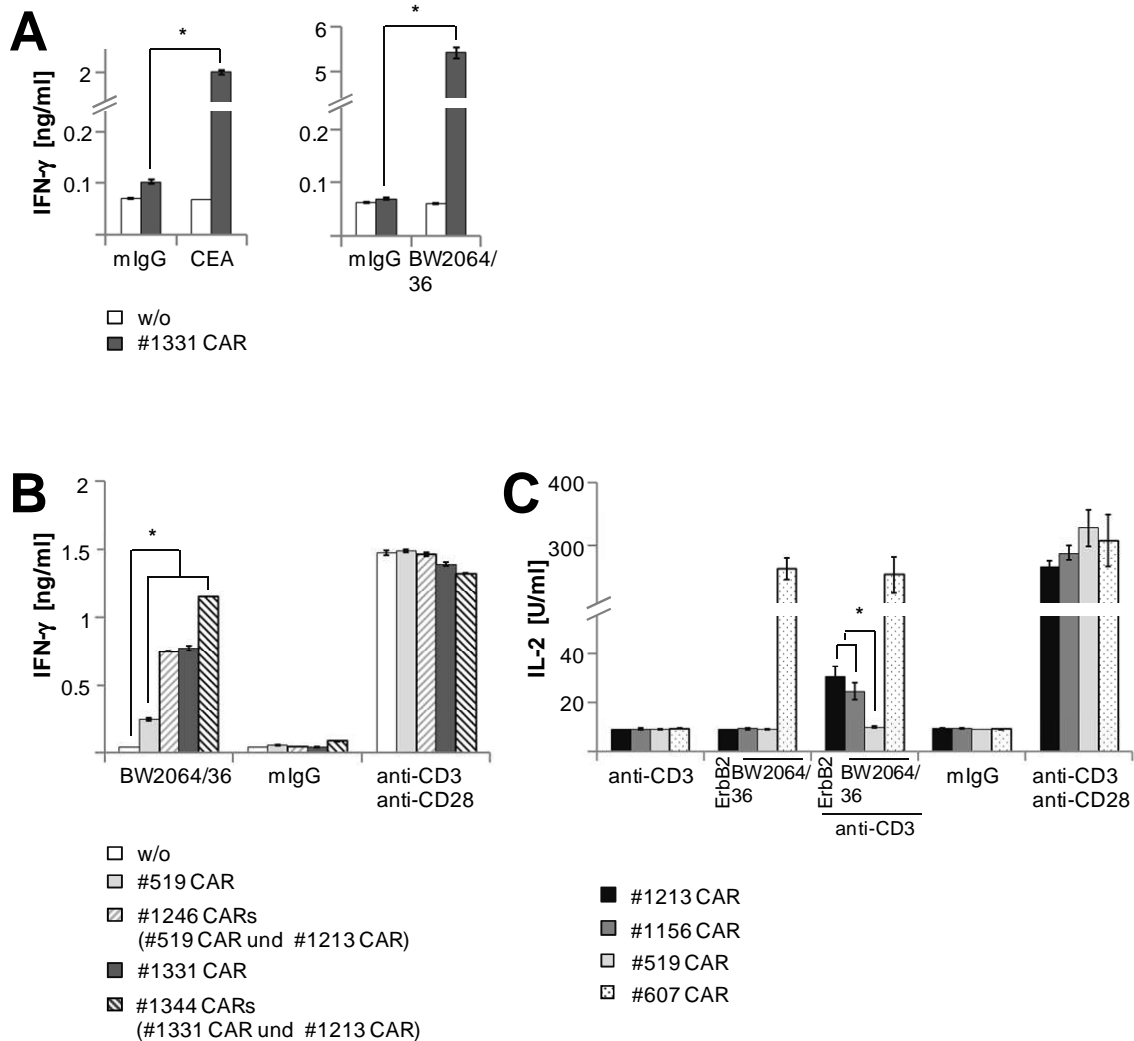 A
*
*
IFN-γ [ng/ml]
2
0.2
0.1
mIgG
CEA
6
5
0.2
0.1
mIgG
BW2064/
36
w/o
#1331 CAR
B
IFN-γ [ng/ml]
2
1.5
1
0.5
*
BW2064/36
mIgG
anti-CD3
anti-CD28
w/o
#519 CAR
#1246 CARs
(#519 CAR und #1213 CAR)
#1331 CAR
#1344 CARs
(#1331 CAR und #1213 CAR)
C
IL-2 [U/ml]
400
300
40
20
*
anti-CD3
ErbB2
BW2064/
36
ErbB2
BW2064/
36
anti-CD3
mIgG
anti-CD3
anti-CD28
#1213 CAR
#1156 CAR
#519 CAR
#607 CAR